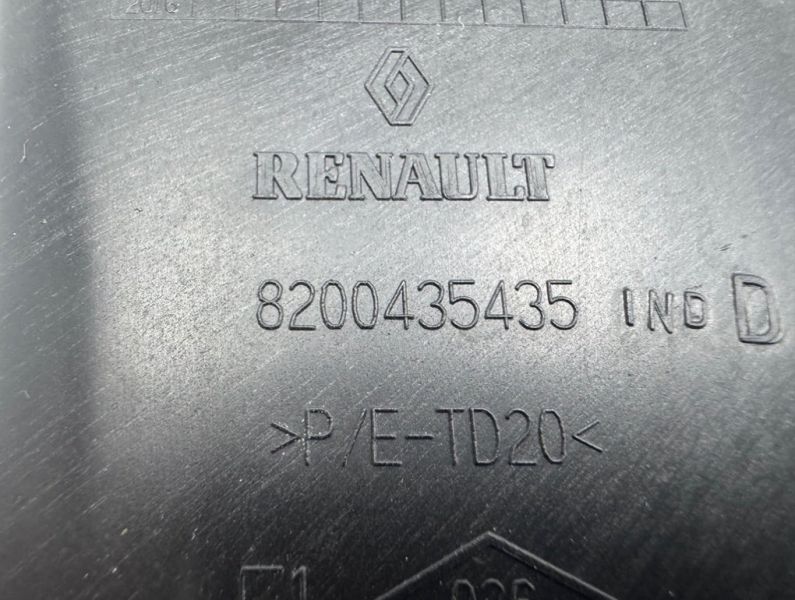 RENAULT
8200435435 IND D
>P/E-TD20<